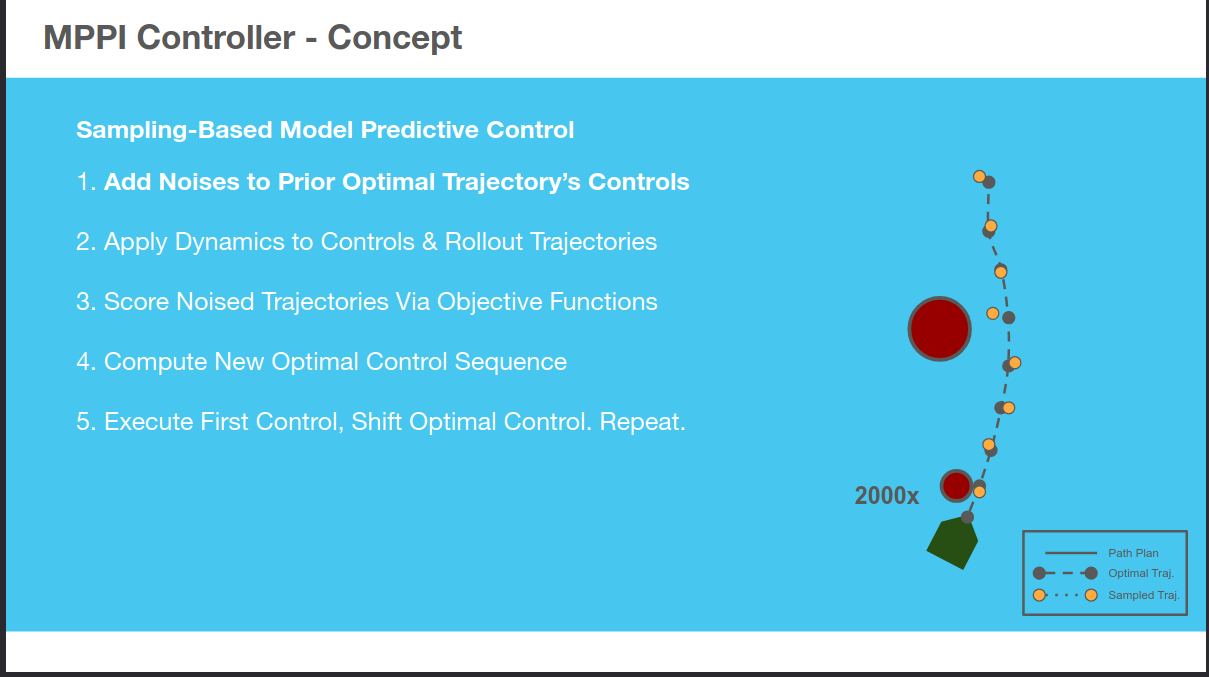 MPPI Controller - Concept
Sampling-Based Model Predictive Control
1. Add Noises to Prior Optimal Trajectory’s Controls
2. Apply Dynamics to Controls & Rollout Trajectories
3. Score Noised Trajectories Via Objective Functions
4. Compute New Optimal Control Sequence
5. Execute First Control, Shift Optimal Control. Repeat.
2000x
Path Plan
Optimal Traj.
Sampled Traj.